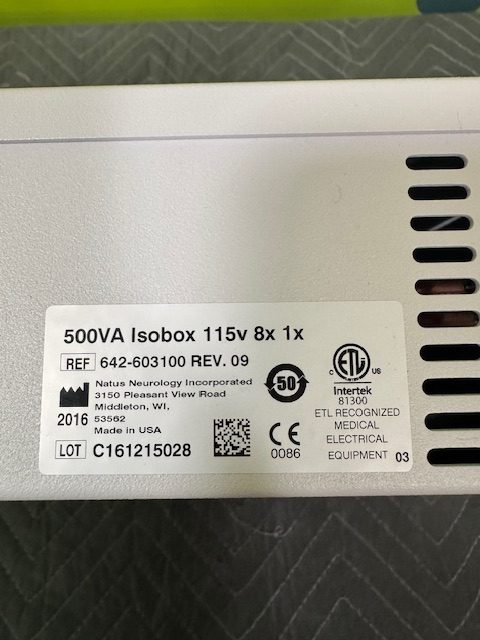 500VA Isobox 115v 8x 1x
REF 642-603100 REV. 09
Natus Neurology Incorporated
3150 Pleasant View Road
Middleton, WI,
53562
Made in USA
2016
LOT C161215028
50
CE
0086
C ETL US
Intertek
81300
ETL RECOGNIZED
MEDICAL
ELECTRICAL
EQUIPMENT 03